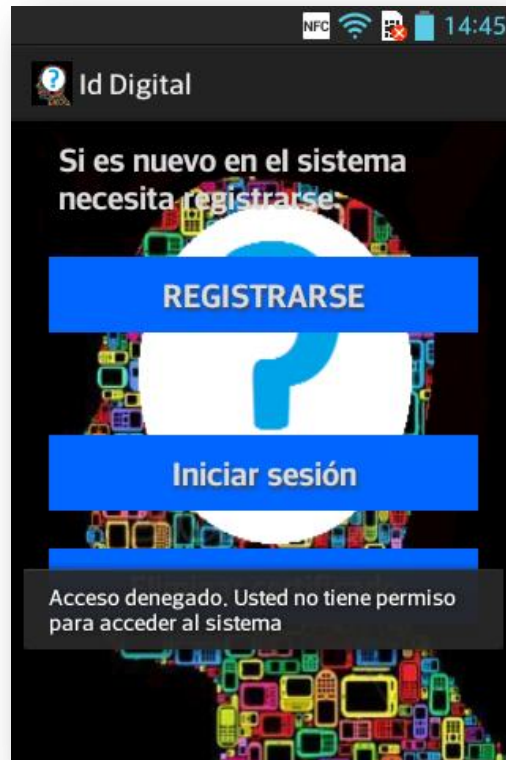 NFC 14:45
Id Digital
Si es nuevo en el sistema
necesita registrarse.
REGISTRARSE
Iniciar sesión
Acceso denegado. Usted no tiene permiso
para acceder al sistema